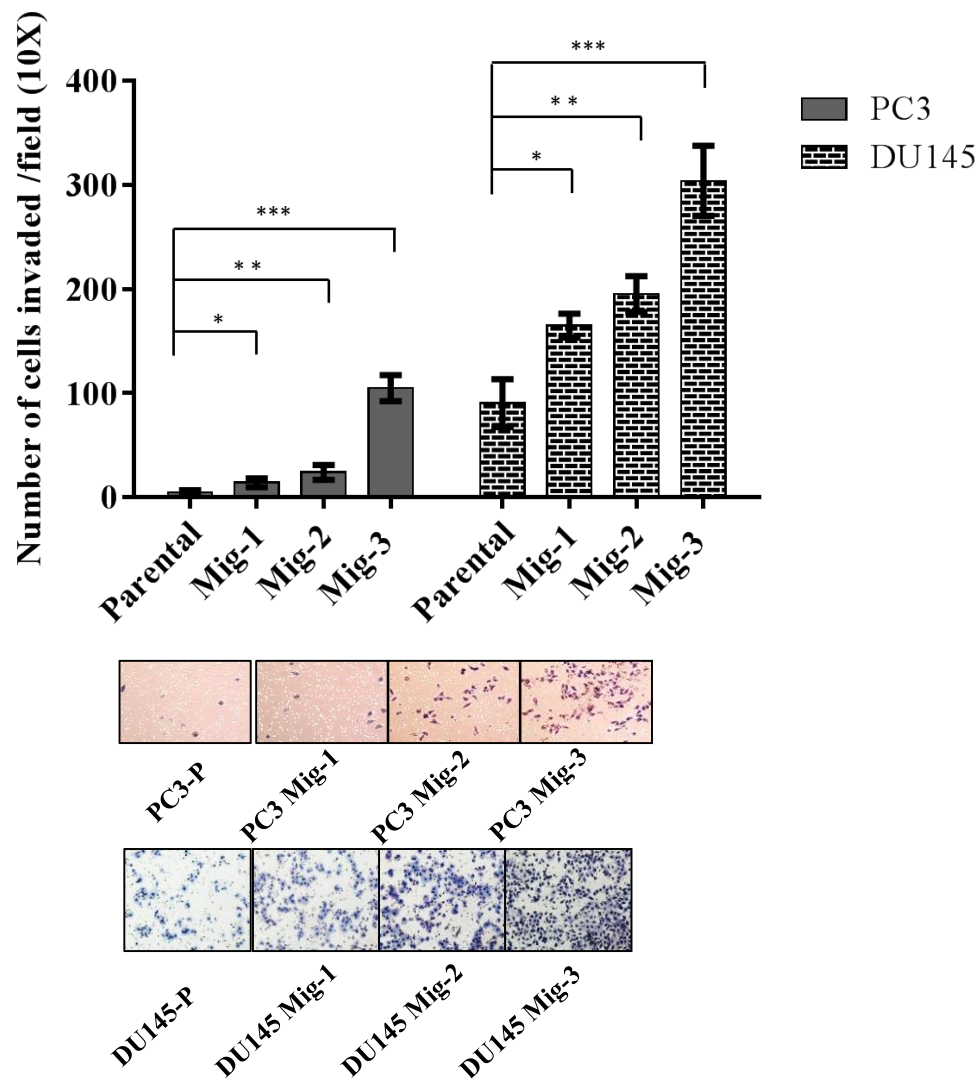 Number of cells invaded /field (10X)
400
300
200
100
0
***
* *
*
***
* *
*
PC3
DU145
Parental
Mig-1
Mig-2
Mig-3
Parental
Mig-1
Mig-2
Mig-3
PC3-P
PC3 Mig-1
PC3 Mig-2
PC3 Mig-3
DU145-P
DU145 Mig-1
DU145 Mig-2
DU145 Mig-3